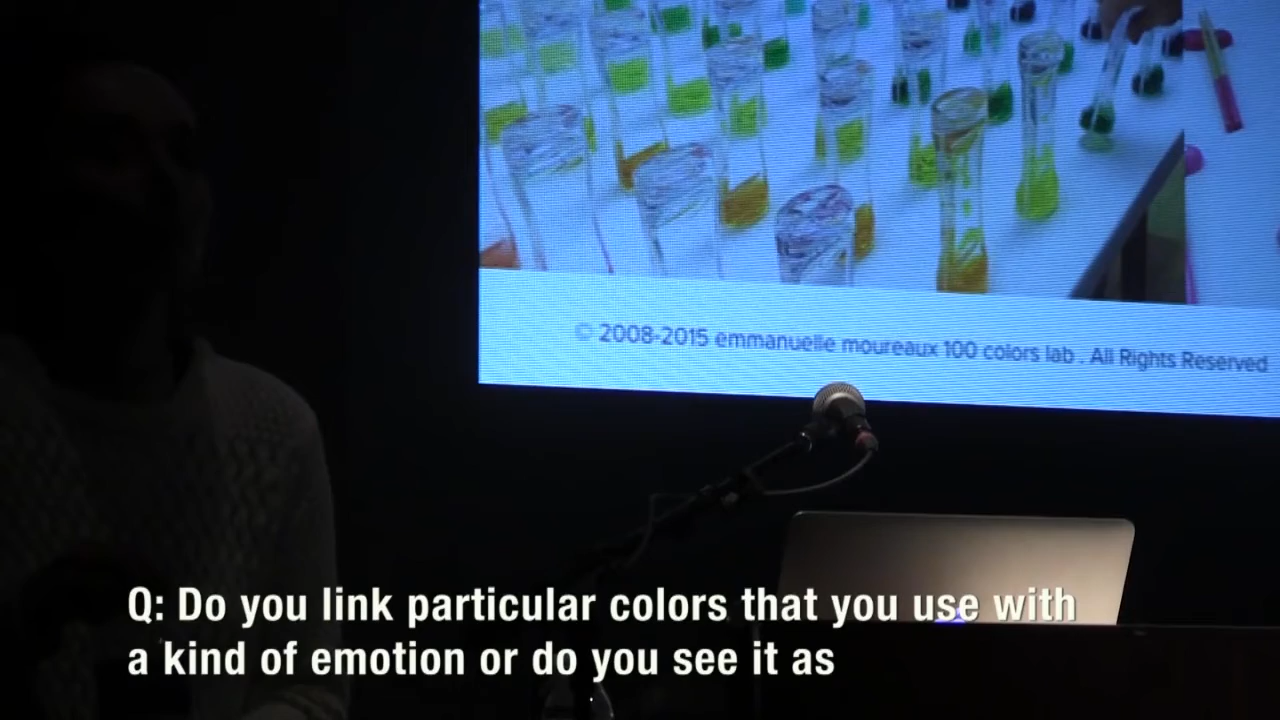 © 2008-2015 emmanuelle moureaux 100 colors lab . All Rights Reserved
Q: Do you link particular colors that you use with
a kind of emotion or do you see it as